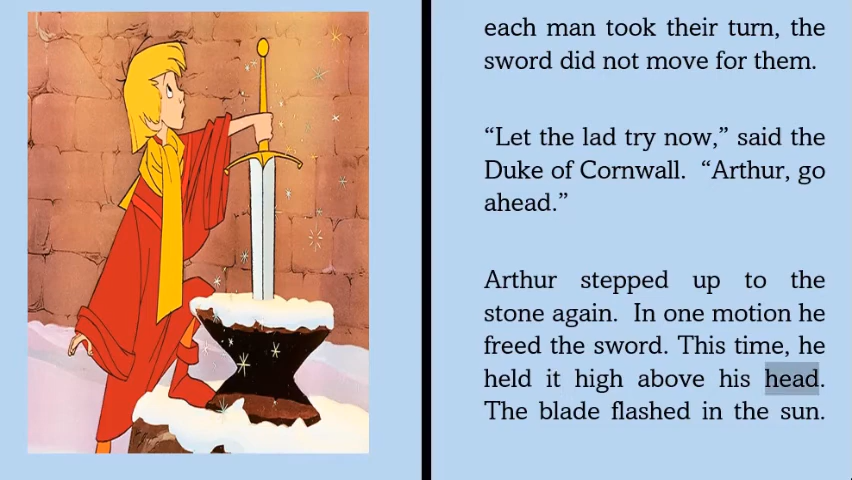 each man took their turn, the
sword did not move for them.
“Let the lad try now,” said the
Duke of Cornwall.  “Arthur, go
ahead.”
Arthur stepped up to the
stone again.  In one motion he
freed the sword. This time, he
held it high above his head.
The blade flashed in the sun.